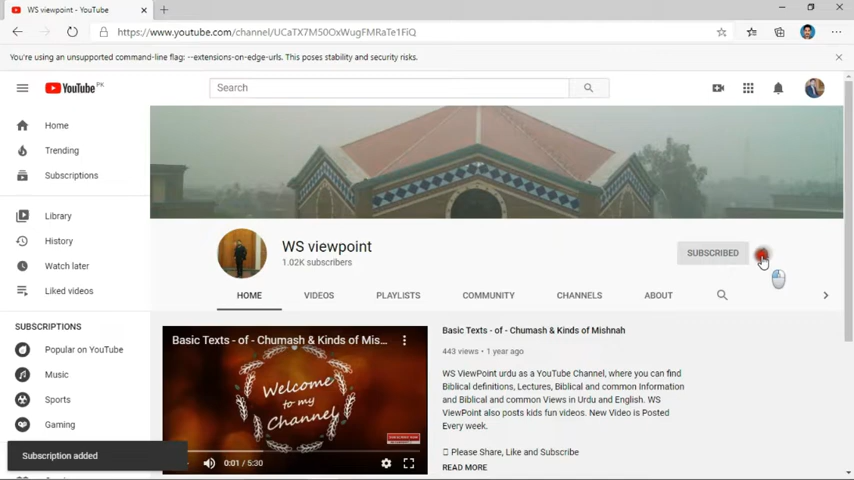 WS viewpoint - YouTube
https://www.youtube.com/channel/UCaTX7M50OxWugFMRaTe1FiQ
You're using an unsupported command-line flag: --extensions-on-edge-urls. This poses stability and security risks.
YouTube PK
Search
Home
Trending
Subscriptions
Library
History
Watch later
Liked videos
SUBSCRIPTIONS
Popular on YouTube
Music
Sports
Gaming
Subscription added
WS viewpoint
1.02K subscribers
SUBSCRIBED
HOME VIDEOS PLAYLISTS COMMUNITY CHANNELS ABOUT
Basic Texts - of - Chumash & Kinds of Mis...
Welcome
to my
Channel
0:01 / 5:30
Basic Texts - of - Chumash & Kinds of Mishnah
443 views • 1 year ago
WS ViewPoint urdu as a YouTube Channel, where you can find
Biblical definitions, Lectures, Biblical and common Information
and Biblical and common Views in Urdu and English. WS
ViewPoint also posts kids fun videos. New Video is Posted
Every week.
Please Share, Like and Subscribe
READ MORE